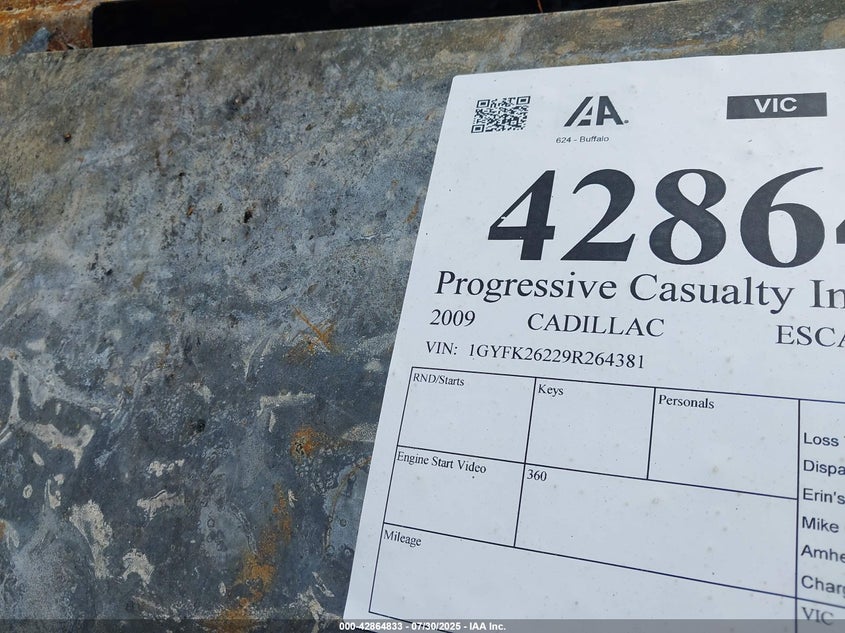 IAA
VIC
624 - Buffalo
4286
Progressive Casualty
2009 CADILLAC ESCA
VIN: 1GYFK26229R264381
RND/Starts
Keys
Personals
Loss
Engine Start Video
360
Dispa
Erin's
Mike
Mileage
Amhe
Charg
VIC
000-42864833 - 07/30/2025 - IAA Inc.